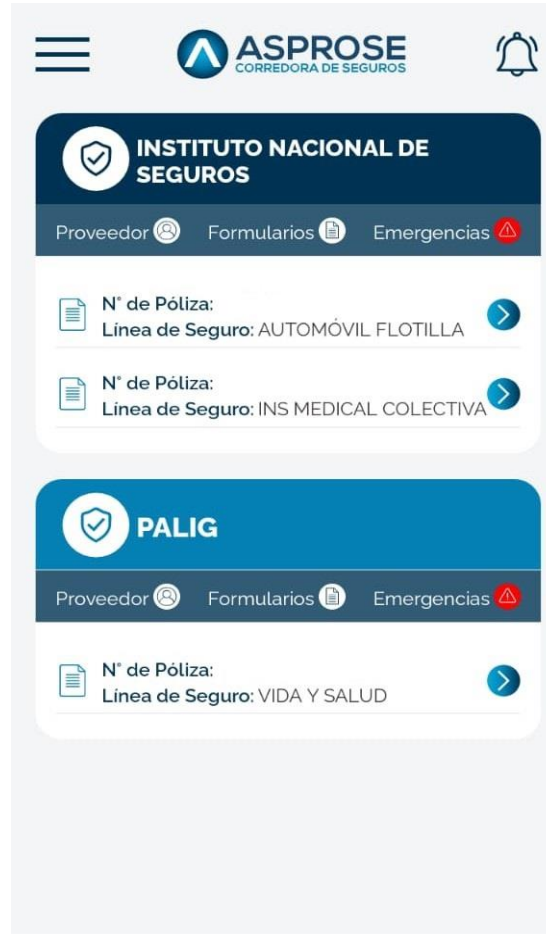 ASPROSE
CORREDORA DE SEGUROS
INSTITUTO NACIONAL DE
SEGUROS
Proveedor Formularios Emergencias
N° de Póliza:
Línea de Seguro: AUTOMÓVIL FLOTILLA
N° de Póliza:
Línea de Seguro: INS MEDICAL COLECTIVA
PALIG
Proveedor Formularios Emergencias
N° de Póliza:
Línea de Seguro: VIDA Y SALUD